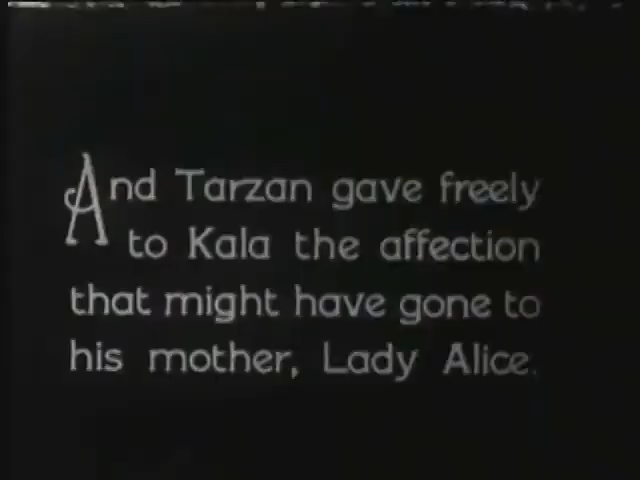 And Tarzan gave freely
to Kala the affection
that might have gone to
his mother, Lady Alice.